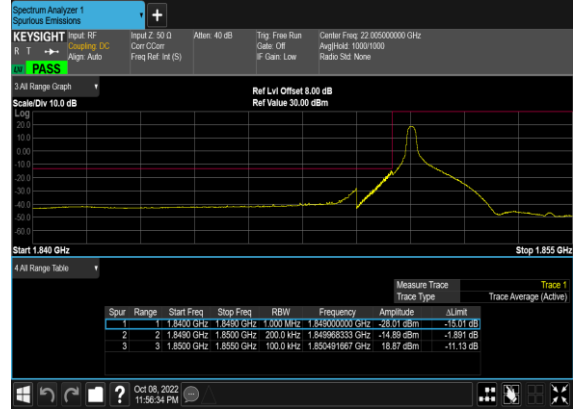 Spectrum Analyzer 1
Spurious Emissions
KEYSIGHT Input: RF Input Z: 50 Ω Atten: 40 dB Trig: Free Run Center Freq: 22.005000000 GHz
R T Coupling: DC Corr CCorr Gate: Off Avg|Hold: 1000/1000
Align: Auto Freq Ref: Int (S) IF Gain: Low Radio Std: None
PASS
3 All Range Graph
Ref Lvl Offset 8.00 dB
Scale/Div 10.0 dB Ref Value 30.00 dBm
Log
20.0
10.0
0.00
-10.0
-20.0
-30.0
-40.0
-50.0
-60.0
Start 1.840 GHz Stop 1.855 GHz
4 All Range Table
Measure Trace Trace 1
Trace Type Trace Average (Active)
Spur Range Start Freq Stop Freq RBW Frequency Amplitude ΔLimit
1 1 1.8400 GHz 1.8490 GHz 1.000 MHz 1.849000000 GHz -28.01 dBm -15.01 dB
2 2 1.8490 GHz 1.8500 GHz 200.0 kHz 1.849968333 GHz -14.89 dBm -1.891 dB
3 3 1.8500 GHz 1.8550 GHz 100.0 kHz 1.850491667 GHz 18.87 dBm -11.13 dB
? Oct 08, 2022
11:56:34 PM